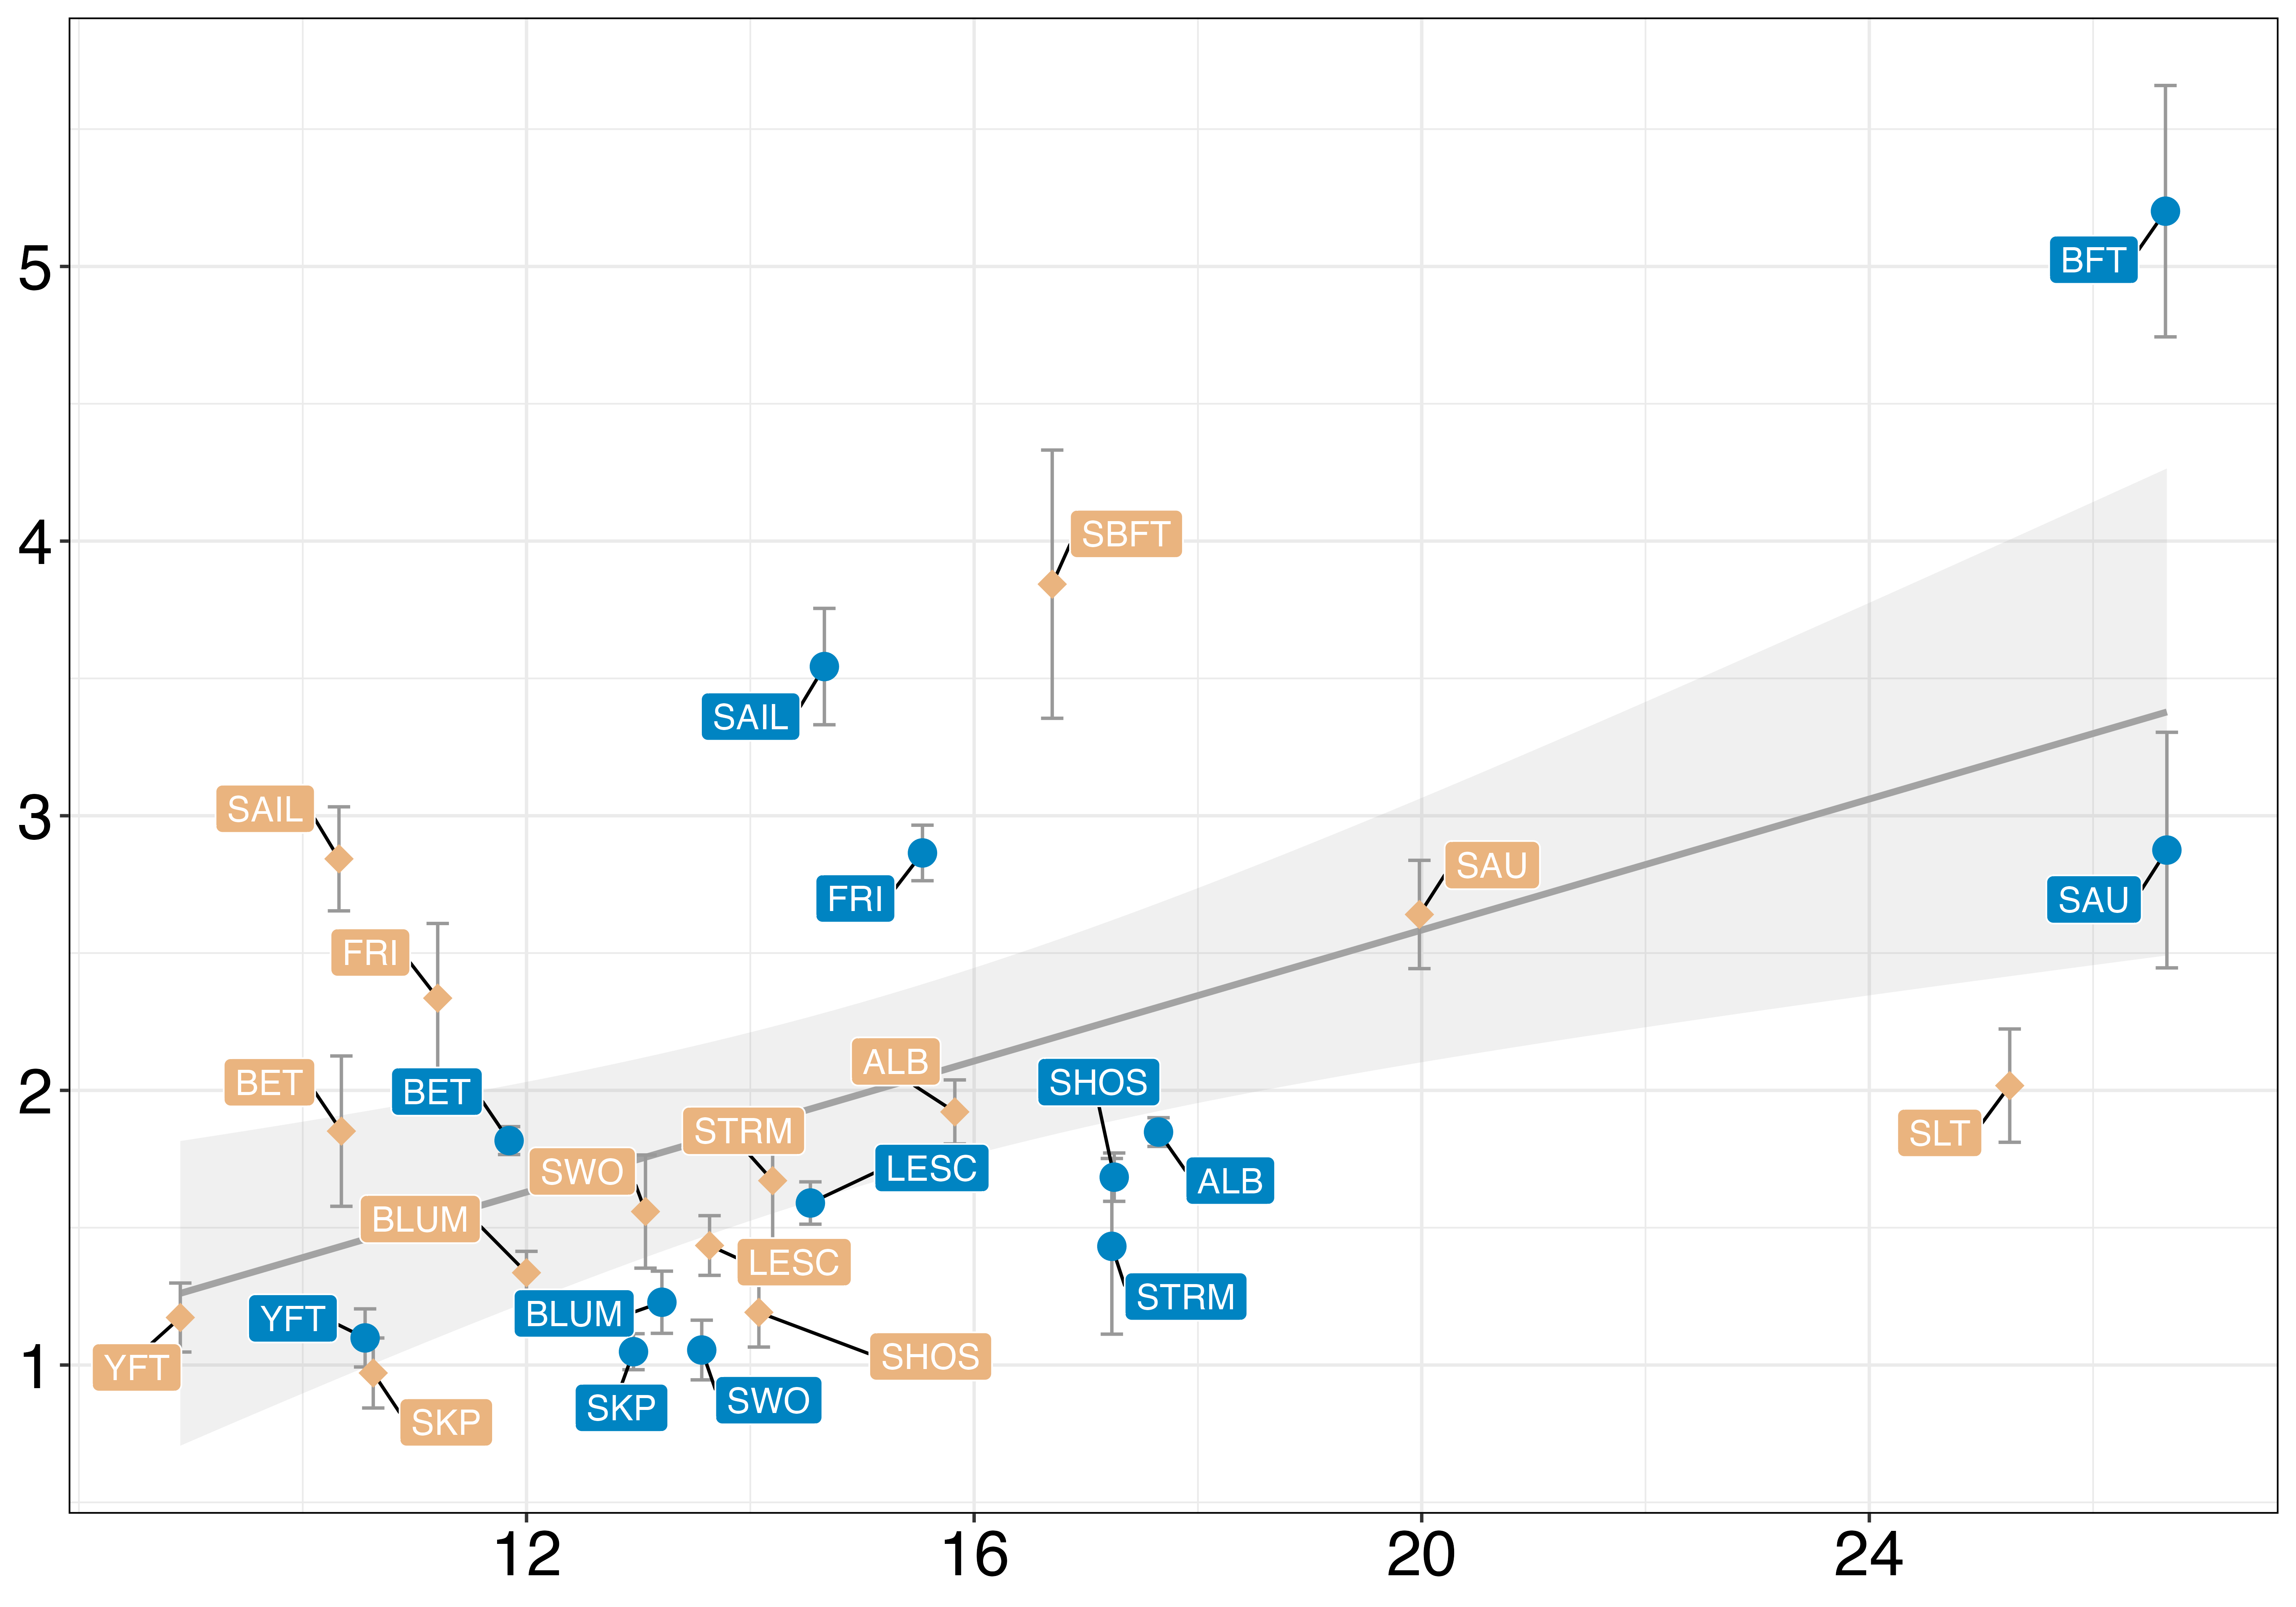 5
4
3
2
1
BFT
SBFT
SAIL
SAIL
SAU
FRI
SAU
FRI
ALB
BET
SHOS
BET
STRM
SLT
SWO
LESC
ALB
BLUM
LESC
STRM
BLUM
YFT
SHOS
YFT
SWO
SKP
SKP
12
16
20
24